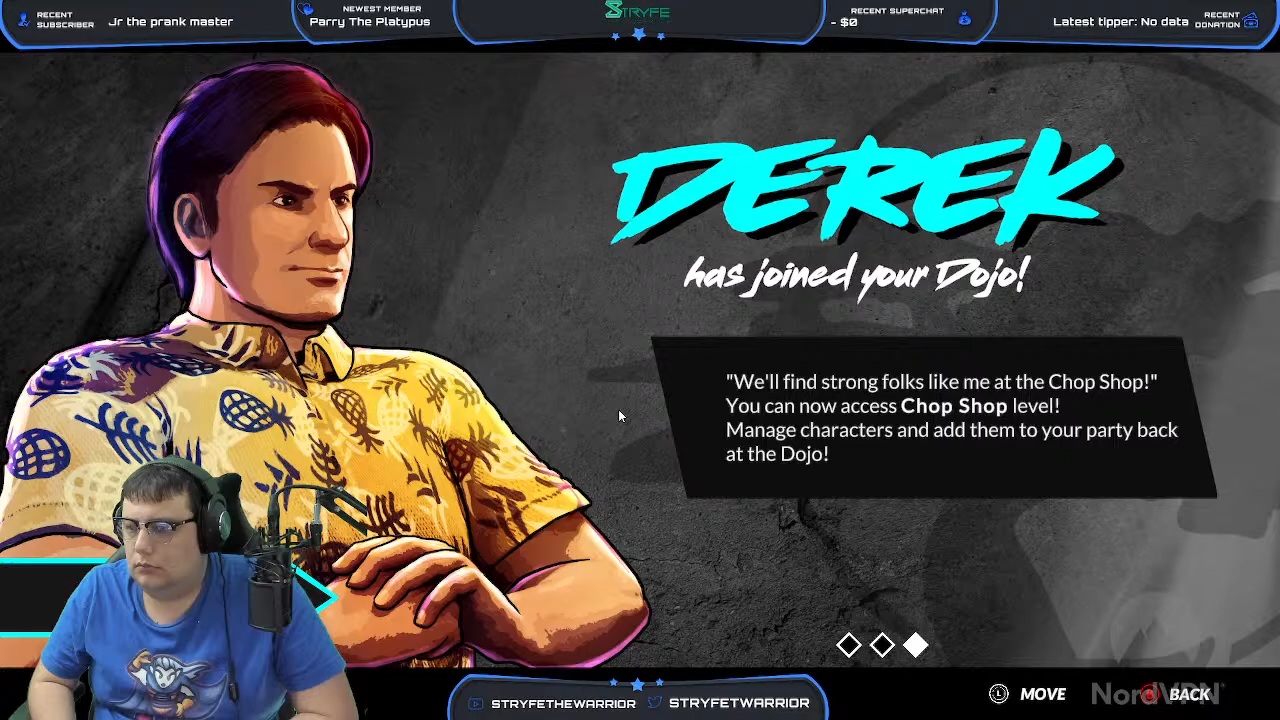 RECENT
SUBSCRIBER
Jr the prank master
NEWEST MEMBER
Parry The Platypus
STRYFE
RECENT SUPERCHAT
- $0
Latest tipper: No data
RECENT
DONATION
DEREK
has joined your Dojo!
"We'll find strong folks like me at the Chop Shop!"
You can now access Chop Shop level!
Manage characters and add them to your party back
at the Dojo!
L MOVE
NordVPN
BACK
STRYFETHEWARRIOR
STRYFETWARRIOR